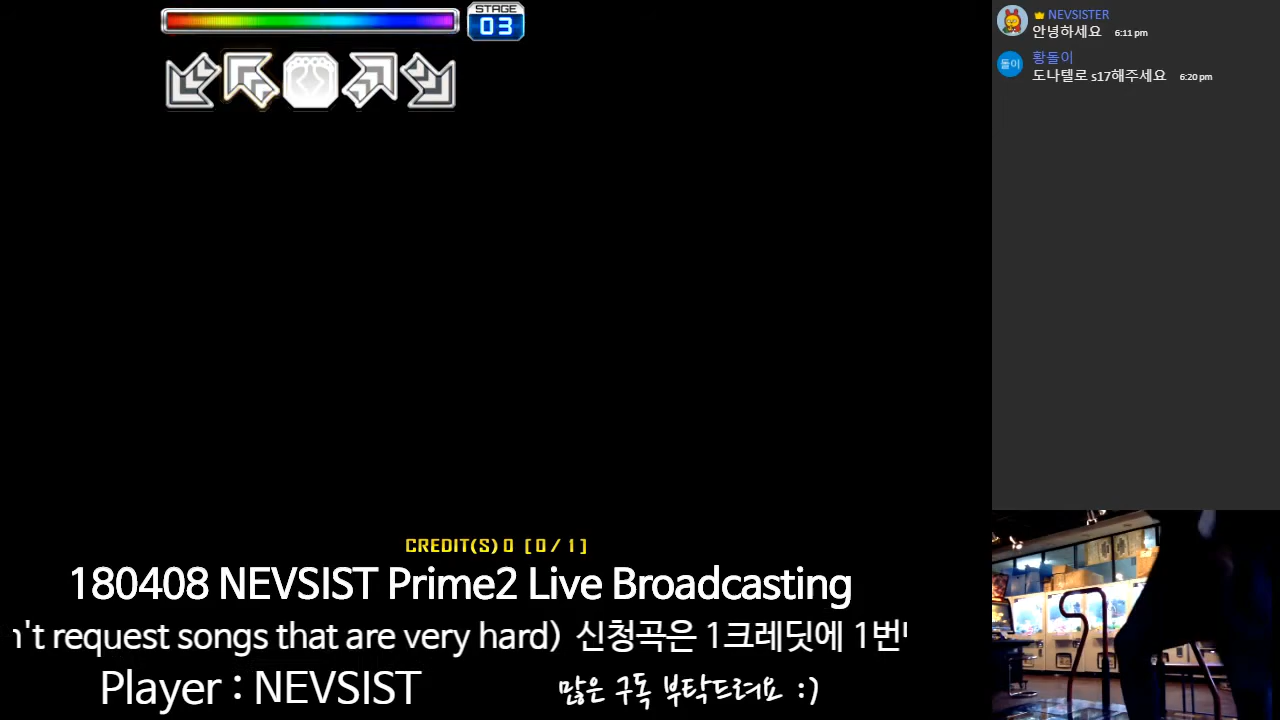 STAGE
03
NEVSISTER
안녕하세요 6:11 pm
돌이
황돌이
도나텔로 s17해주세요 6:20 pm
CREDIT(S) 0 [0/1]
180408 NEVSIST Prime2 Live Broadcasting
n't request songs that are very hard) 신청곡은 1크레딧에 1번
Player : NEVSIST
많은 구독 부탁드려요 :)